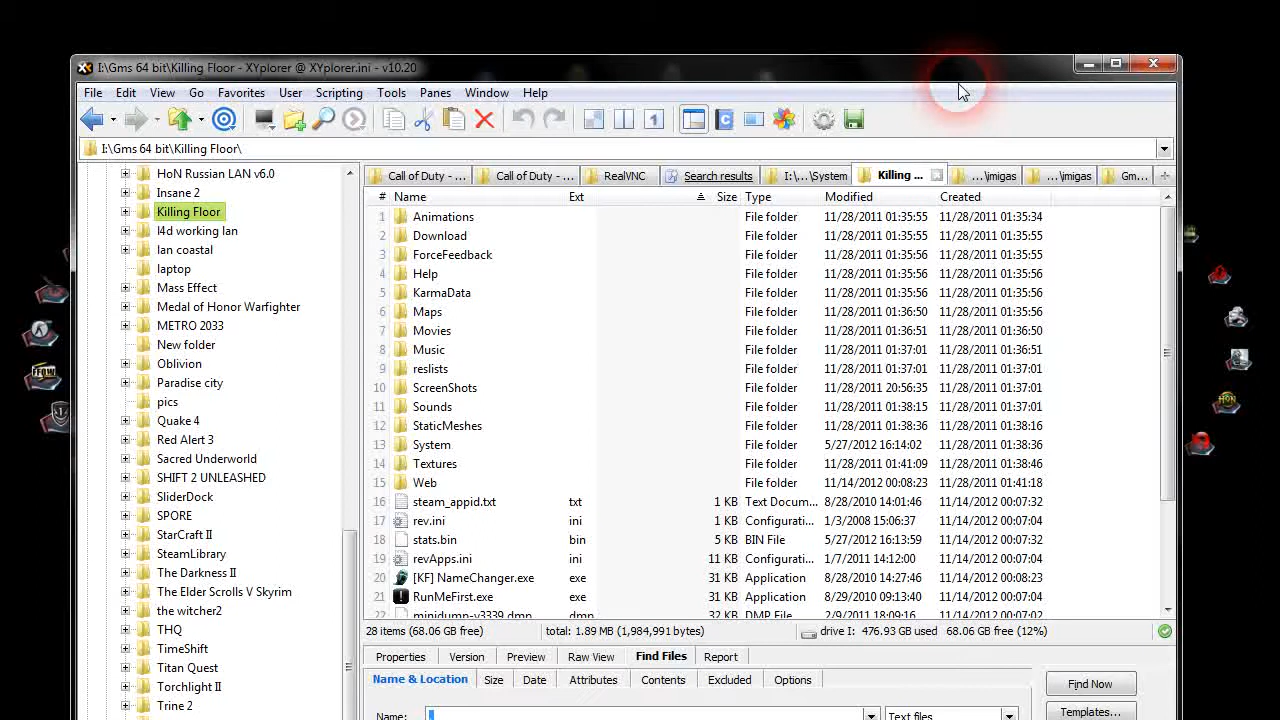 I:\Gms 64 bit\Killing Floor - XYplorer @ XYplorer.ini - v10.20
File Edit View Go Favorites User Scripting Tools Panes Window Help
I:\Gms 64 bit\Killing Floor\
HoN Russian LAN v6.0
Insane 2
Killing Floor
l4d working lan
lan coastal
laptop
Mass Effect
Medal of Honor Warfighter
METRO 2033
New folder
Oblivion
Paradise city
pics
Quake 4
Red Alert 3
Sacred Underworld
SHIFT 2 UNLEASHED
SliderDock
SPORE
StarCraft II
SteamLibrary
The Darkness II
The Elder Scrolls V Skyrim
the witcher2
THQ
TimeShift
Titan Quest
Torchlight II
Trine 2
Call of Duty - ... Call of Duty - ... RealVNC Search results I:\...\System Killing ... ...\migas ...\migas Gm...
# Name Ext Size Type Modified Created
1 Animations File folder 11/28/2011 01:35:55 11/28/2011 01:35:34
2 Download File folder 11/28/2011 01:35:55 11/28/2011 01:35:55
3 ForceFeedback File folder 11/28/2011 01:35:56 11/28/2011 01:35:55
4 Help File folder 11/28/2011 01:35:56 11/28/2011 01:35:56
5 KarmaData File folder 11/28/2011 01:35:56 11/28/2011 01:35:56
6 Maps File folder 11/28/2011 01:36:50 11/28/2011 01:35:56
7 Movies File folder 11/28/2011 01:36:51 11/28/2011 01:36:50
8 Music File folder 11/28/2011 01:37:01 11/28/2011 01:36:51
9 reslists File folder 11/28/2011 01:37:01 11/28/2011 01:37:01
10 ScreenShots File folder 11/28/2011 20:56:35 11/28/2011 01:37:01
11 Sounds File folder 11/28/2011 01:38:15 11/28/2011 01:37:01
12 StaticMeshes File folder 11/28/2011 01:38:36 11/28/2011 01:38:16
13 System File folder 5/27/2012 16:14:02 11/28/2011 01:38:36
14 Textures File folder 11/28/2011 01:41:09 11/28/2011 01:38:46
15 Web File folder 11/14/2012 00:08:23 11/28/2011 01:41:18
16 steam_appid.txt txt 1 KB Text Docum... 8/28/2010 14:01:46 11/14/2012 00:07:32
17 rev.ini ini 1 KB Configurati... 1/3/2008 15:06:37 11/14/2012 00:07:04
18 stats.bin bin 5 KB BIN File 5/27/2012 16:13:59 11/14/2012 00:07:32
19 revApps.ini ini 11 KB Configurati... 1/7/2011 14:12:00 11/14/2012 00:07:04
20 [KF] NameChanger.exe exe 31 KB Application 8/28/2010 14:27:46 11/14/2012 00:08:23
21 RunMeFirst.exe exe 31 KB Application 8/29/2010 09:13:40 11/14/2012 00:07:04
22 minidump-v3339.dmp dmp 32 KB DMP File 2/9/2011 18:09:16 11/14/2012 00:07:04
28 items (68.06 GB free) total: 1.89 MB (1,984,991 bytes) drive I: 476.93 GB used 68.06 GB free (12%)
Properties Version Preview Raw View Find Files Report
Name & Location Size Date Attributes Contents Excluded Options
Find Now
Name: Text files
Templates...